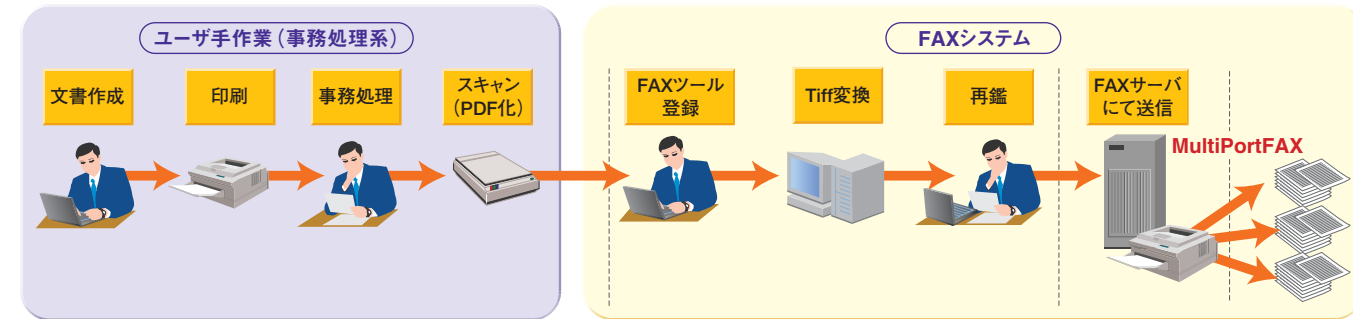 ユーザ手作業（事務処理系）
FAXシステム
文書作成
印刷
事務処理
スキャン
（PDF化）
FAXツール
登録
Tiff変換
再鑑
FAXサーバ
にて送信
MultiPortFAX